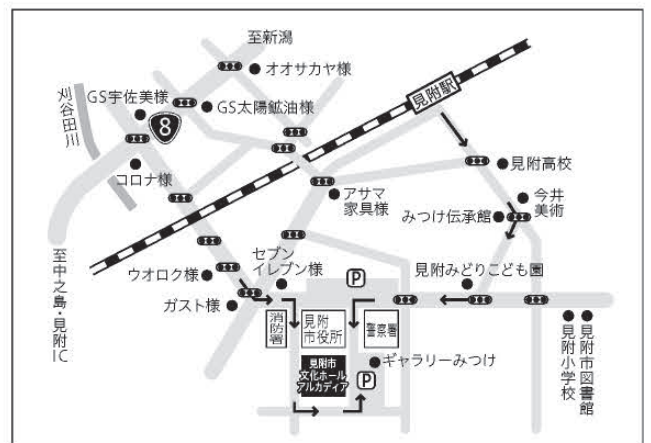 至新潟
オオサカヤ様
GS宇佐美様
刈谷田川
8
GS太陽鉱油様
見附駅
コロナ様
見附高校
アサマ
家具様
今井
美術
みつけ伝承館
至中之島・見附IC
セブン
イレブン様
ウオロク様
ガスト様
P
見附みどりこども園
消防署
見附
市役所
警察署
見附市
文化ホール
アルカディア
P
ギャラリーみつけ
見附小学校
見附市図書館